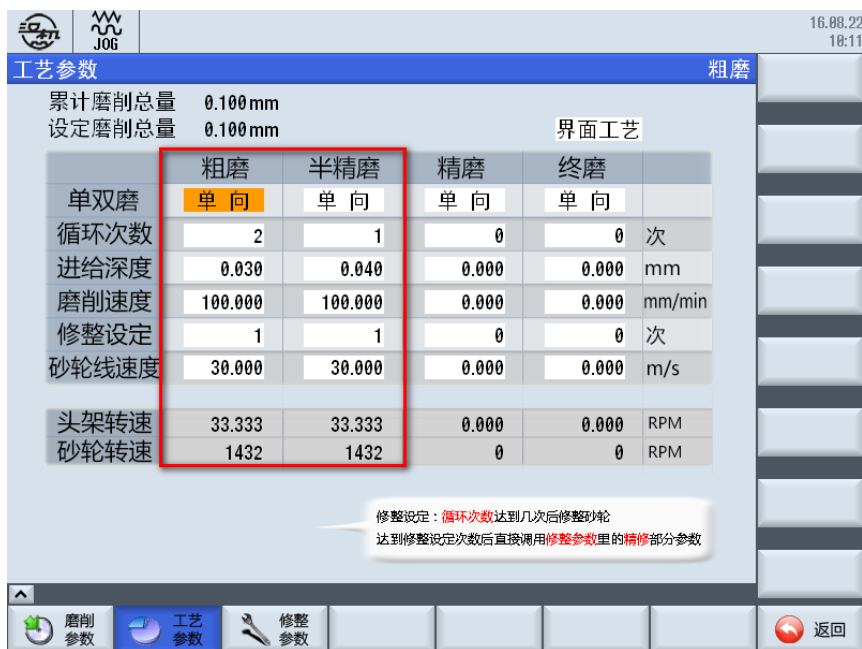 汉机
JOG
16.08.22
10:11
工艺参数 粗磨
累计磨削总量 0.100mm
设定磨削总量 0.100mm
界面工艺
粗磨 半精磨 精磨 终磨
单双磨 单 向 单 向 单 向 单 向
循环次数 2 1 0 0 次
进给深度 0.030 0.040 0.000 0.000 mm
磨削速度 100.000 100.000 0.000 0.000 mm/min
修整设定 1 1 0 0 次
砂轮线速度 30.000 30.000 0.000 0.000 m/s
头架转速 33.333 33.333 0.000 0.000 RPM
砂轮转速 1432 1432 0 0 RPM
修整设定：循环次数达到几次后修整砂轮
达到修整设定次数后直接调用修整参数里的精修部分参数
磨削
参数
工艺
参数
修整
参数
返回